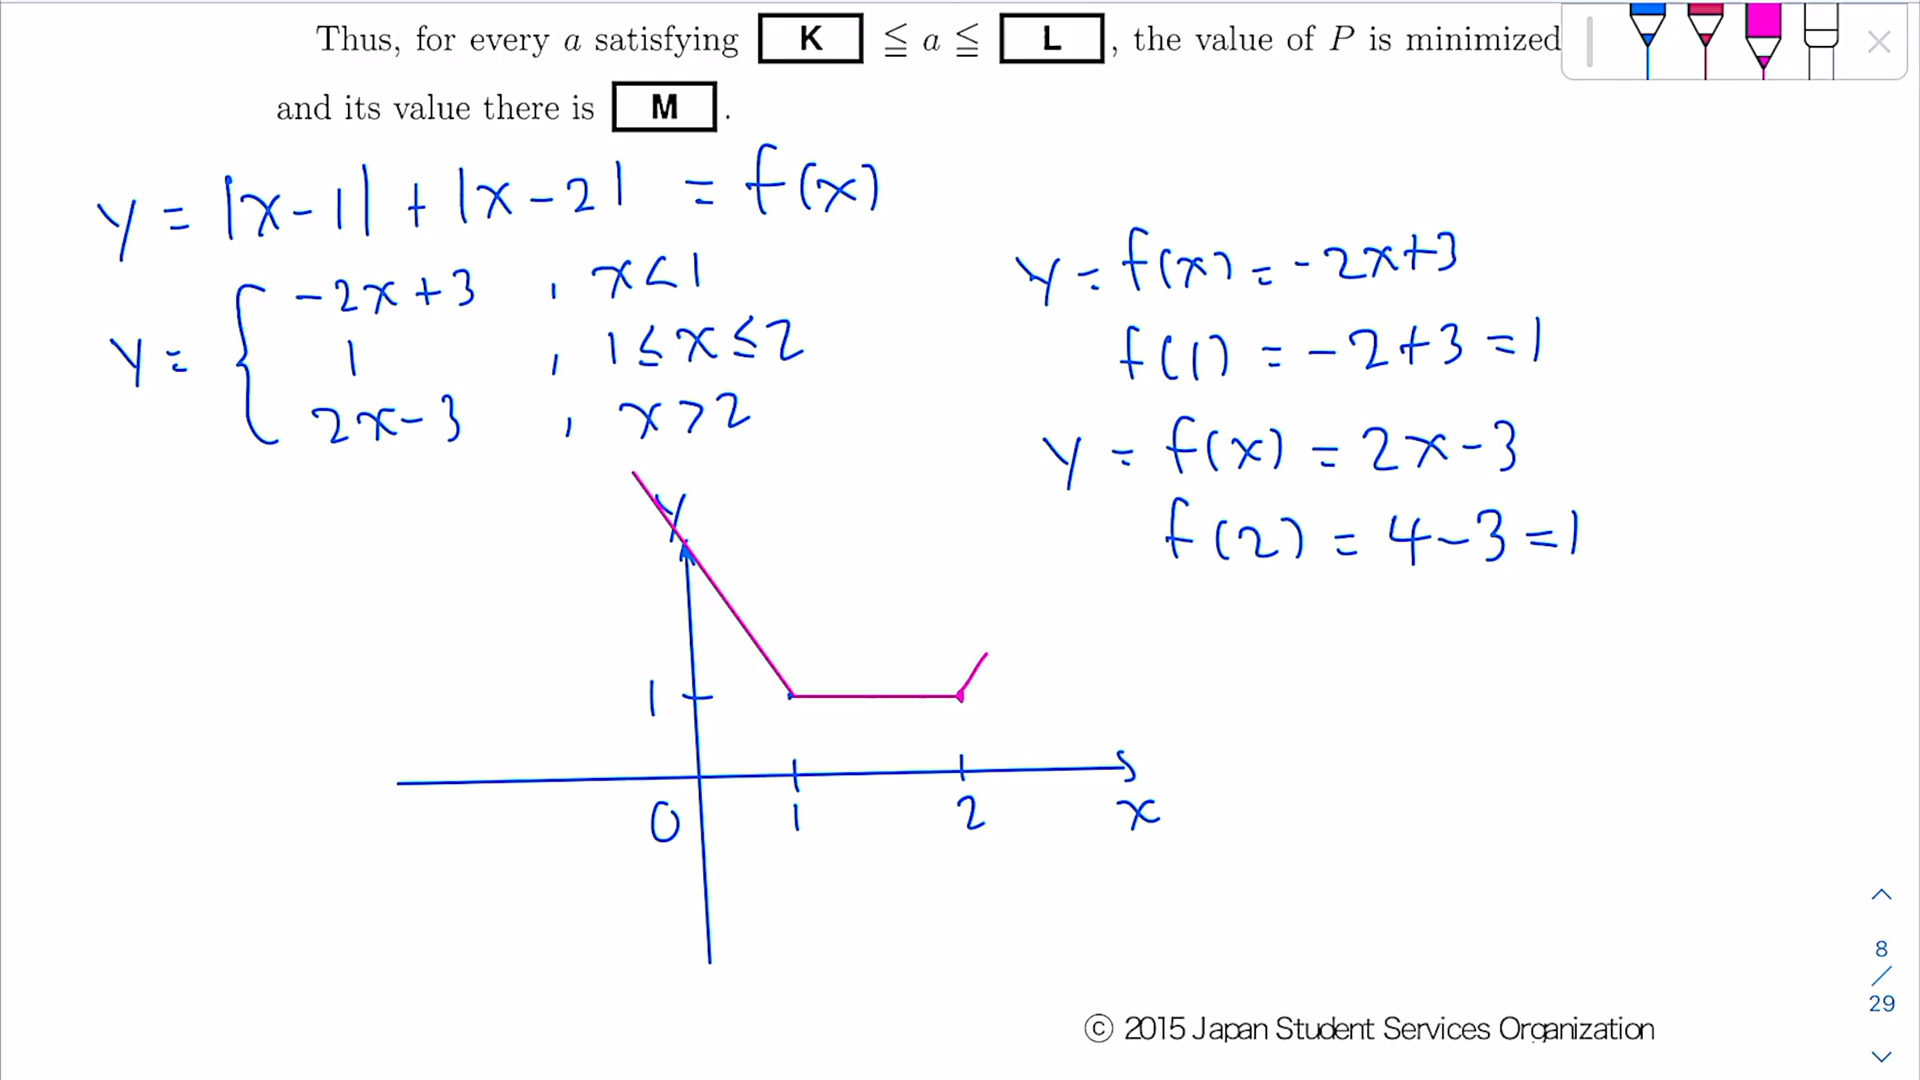 Thus, for every a satisfying K ≦ a ≦ L , the value of P is minimized
and its value there is M .
y = |x-1| + |x-2| = f(x)
y = { -2x+3 , x<1
1 , 1≤x≤2
2x-3 , x>2
y = f(x) = -2x+3
f(1) = -2+3 = 1
y = f(x) = 2x-3
f(2) = 4-3 = 1
y
1
0 1 2 x
8
/
29
© 2015 Japan Student Services Organization